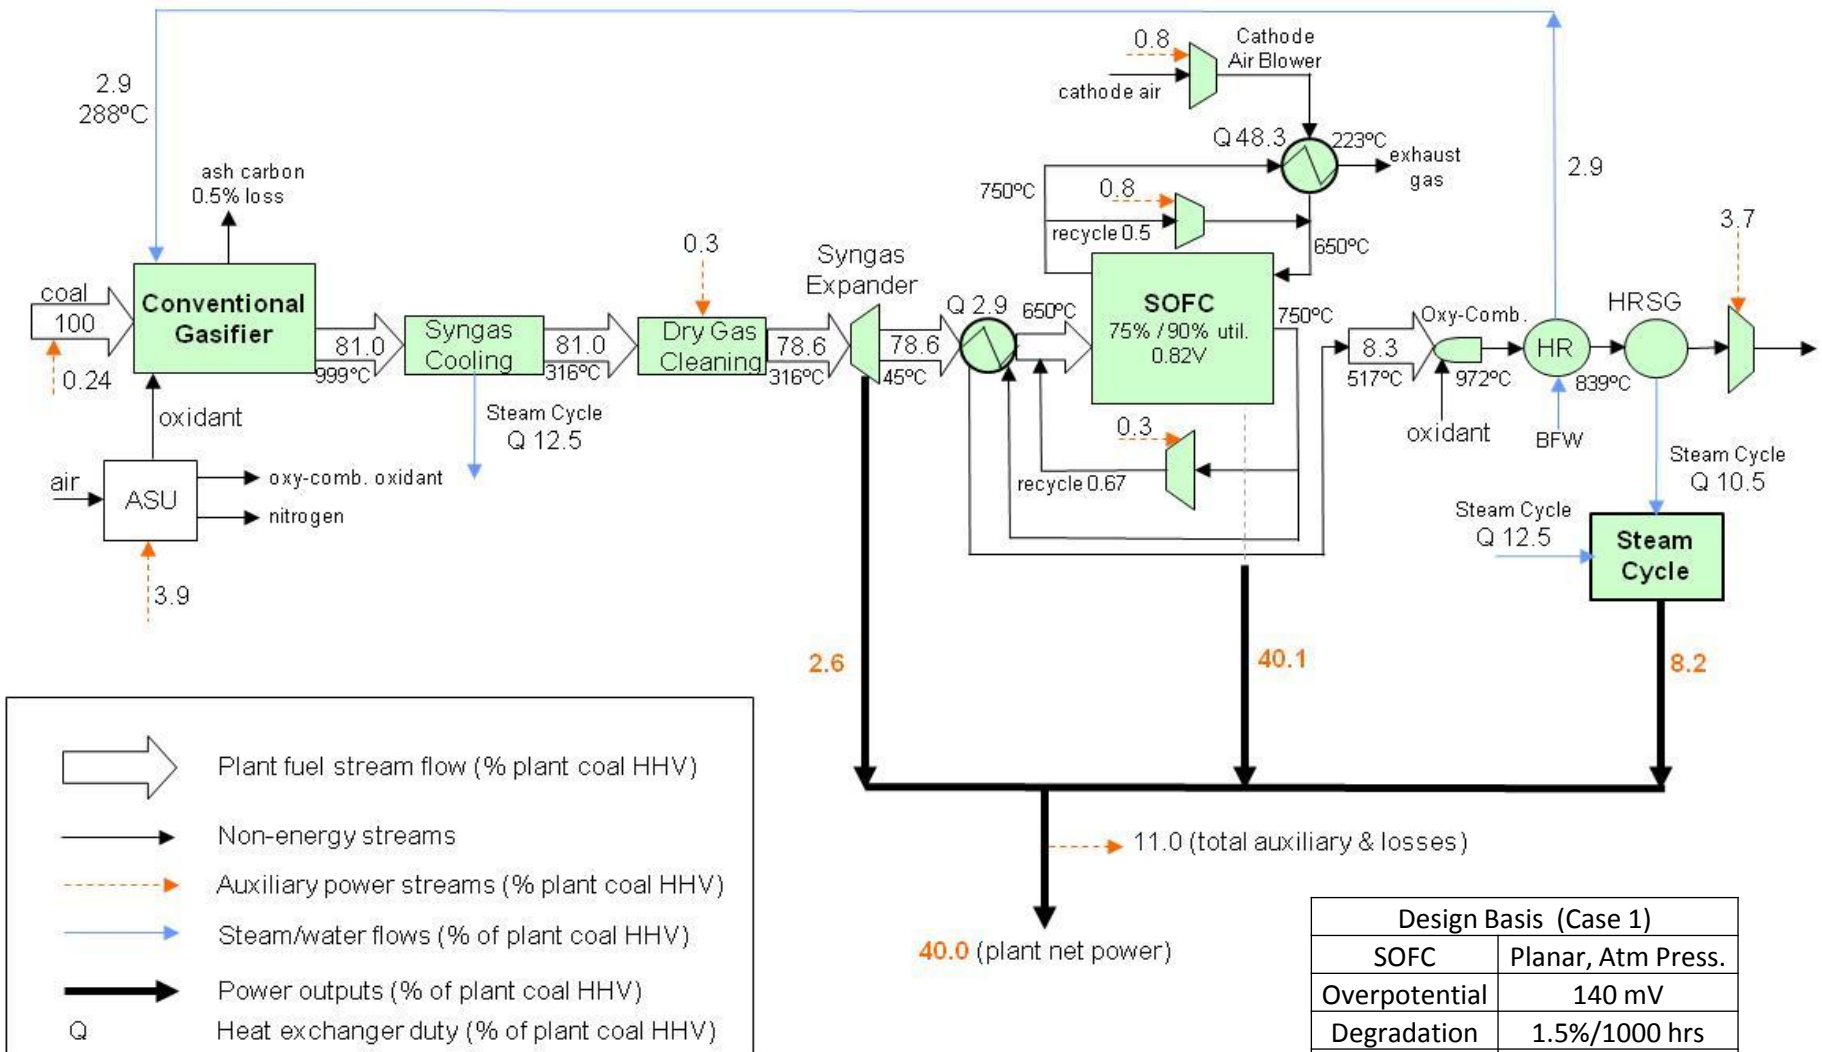 0.8
Cathode
Air Blower
cathode air
2.9
288ºC
Q 48.3
223ºC
exhaust
gas
2.9
ash carbon
0.5% loss
750ºC
0.8
recycle 0.5
650ºC
3.7
0.3
coal
100
Conventional
Gasifier
0.24
81.0
999ºC
Syngas
Cooling
81.0
316ºC
Dry Gas
Cleaning
78.6
316ºC
Syngas
Expander
78.6
45ºC
Q 2.9
650ºC
SOFC
75% / 90% util.
0.82V
750ºC
8.3
517ºC
Oxy-Comb.
972ºC
HR
839ºC
HRSG
oxidant
BFW
oxidant
Steam Cycle
Q 12.5
0.3
recycle 0.67
Steam Cycle
Q 10.5
Steam Cycle
Q 12.5
Steam
Cycle
air
ASU
oxy-comb. oxidant
nitrogen
3.9
2.6
40.1
8.2
11.0 (total auxiliary & losses)
40.0 (plant net power)
Plant fuel stream flow (% plant coal HHV)
Non-energy streams
Auxiliary power streams (% plant coal HHV)
Steam/water flows (% of plant coal HHV)
Power outputs (% of plant coal HHV)
Q Heat exchanger duty (% of plant coal HHV)
Design Basis (Case 1)
SOFC Planar, Atm Press.
Overpotential 140 mV
Degradation 1.5%/1000 hrs